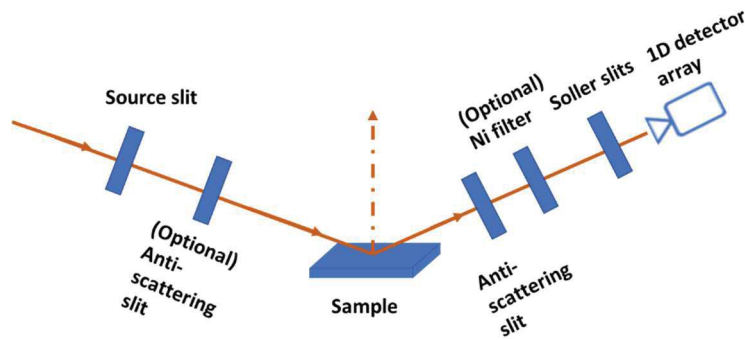 Source slit
(Optional)
Anti-
scattering
slit
Sample
Anti-
scattering
slit
(Optional)
Ni filter
Soller slits
1D detector
array